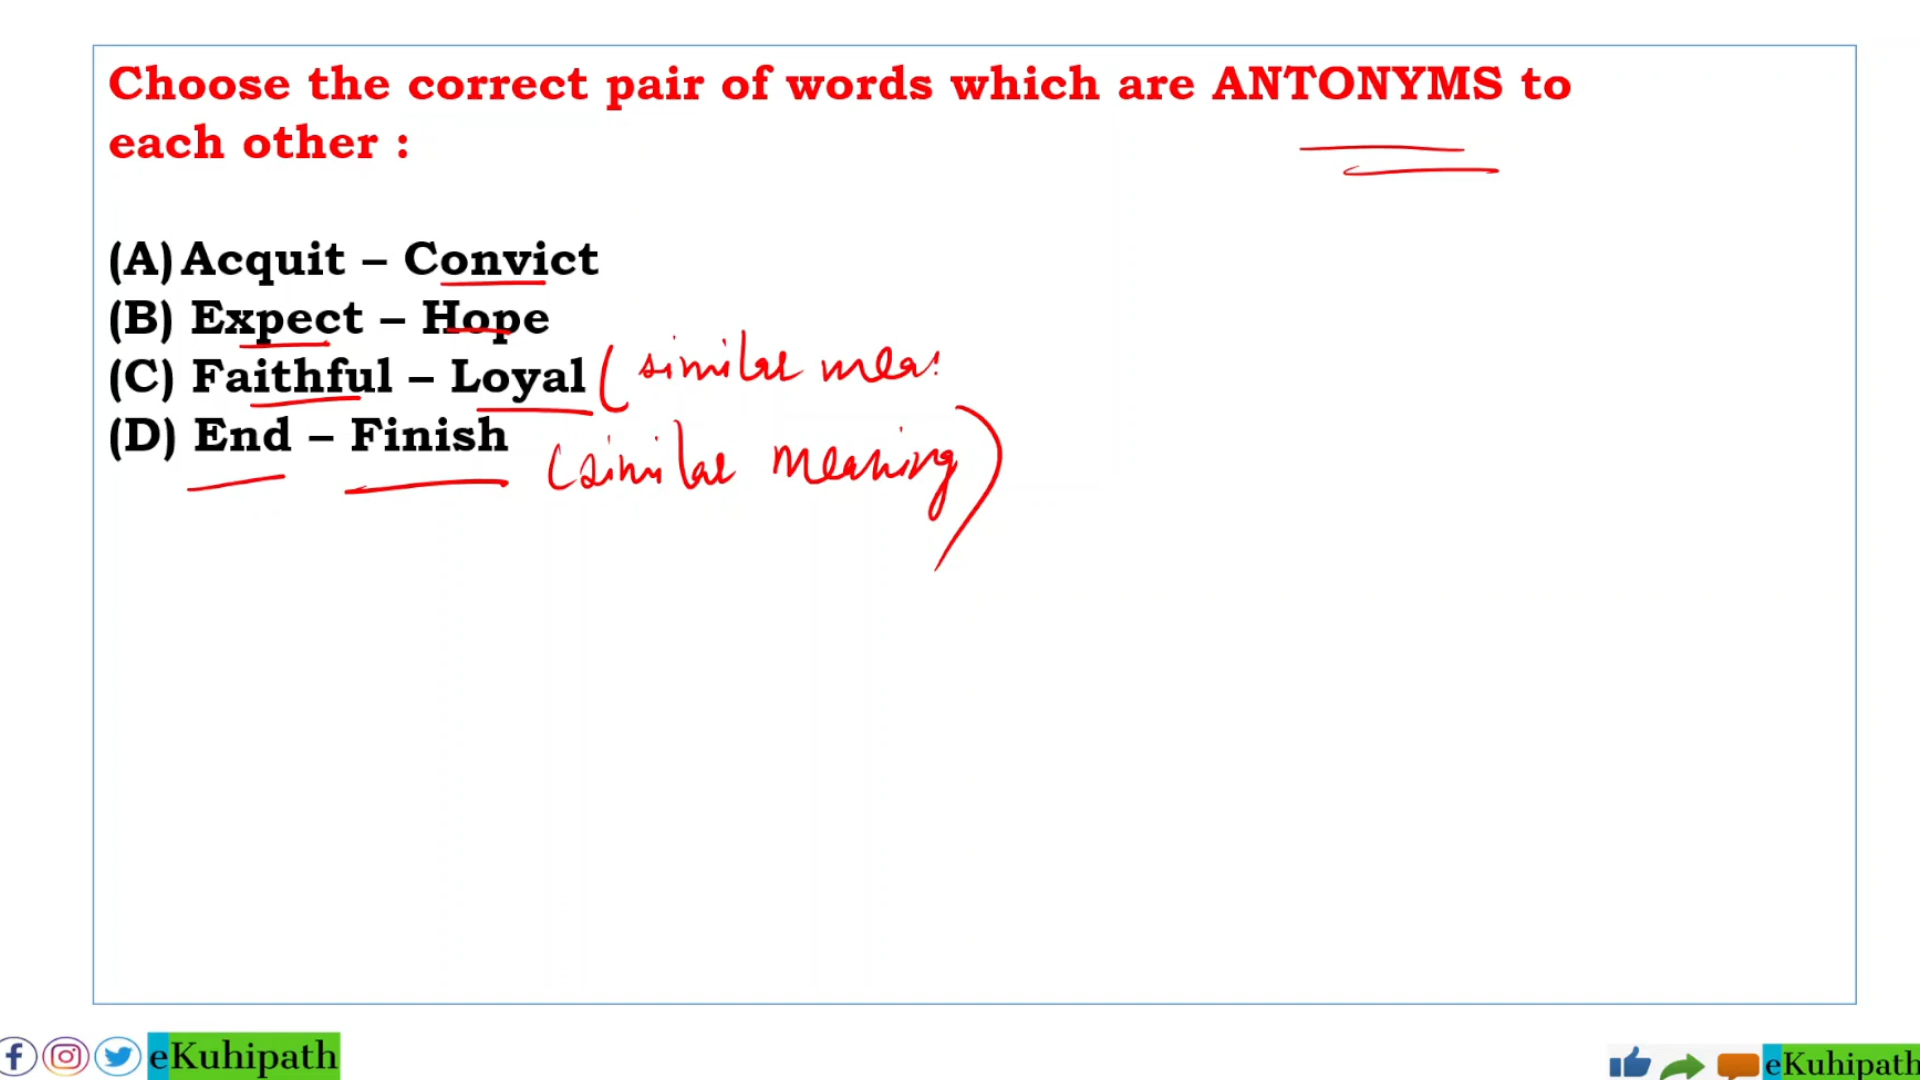 Choose the correct pair of words which are ANTONYMS to
each other :
(A) Acquit – Convict
(B) Expect – Hope
(C) Faithful – Loyal (similar mea
(D) End – Finish (similar meaning)
eKuhipath
eKuhipath